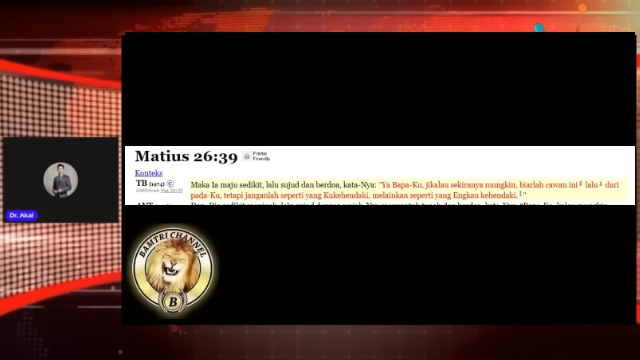 Matius 26:39
Printer
Friendly
Konteks
TB (1974) ©
Maka Ia maju sedikit, lalu sujud dan berdoa, kata-Nya: "Ya Bapa-Ku, jikalau sekiranya mungkin, biarlah cawan ini lalu dari
pada-Ku, tetapi janganlah seperti yang Kukehendaki, melainkan seperti yang Engkau kehendaki."
Dr. Akal
BAMTRI CHANNEL
B